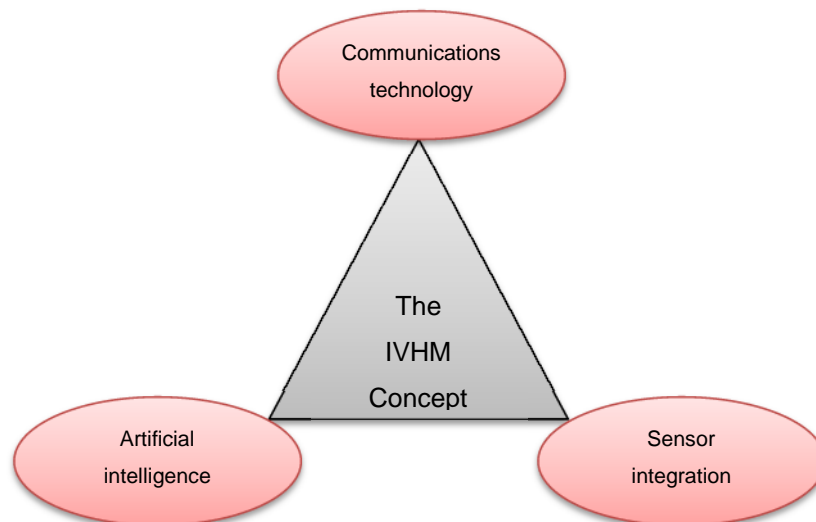 Communications
technology
The
IVHM
Concept
Artificial
intelligence
Sensor
integration